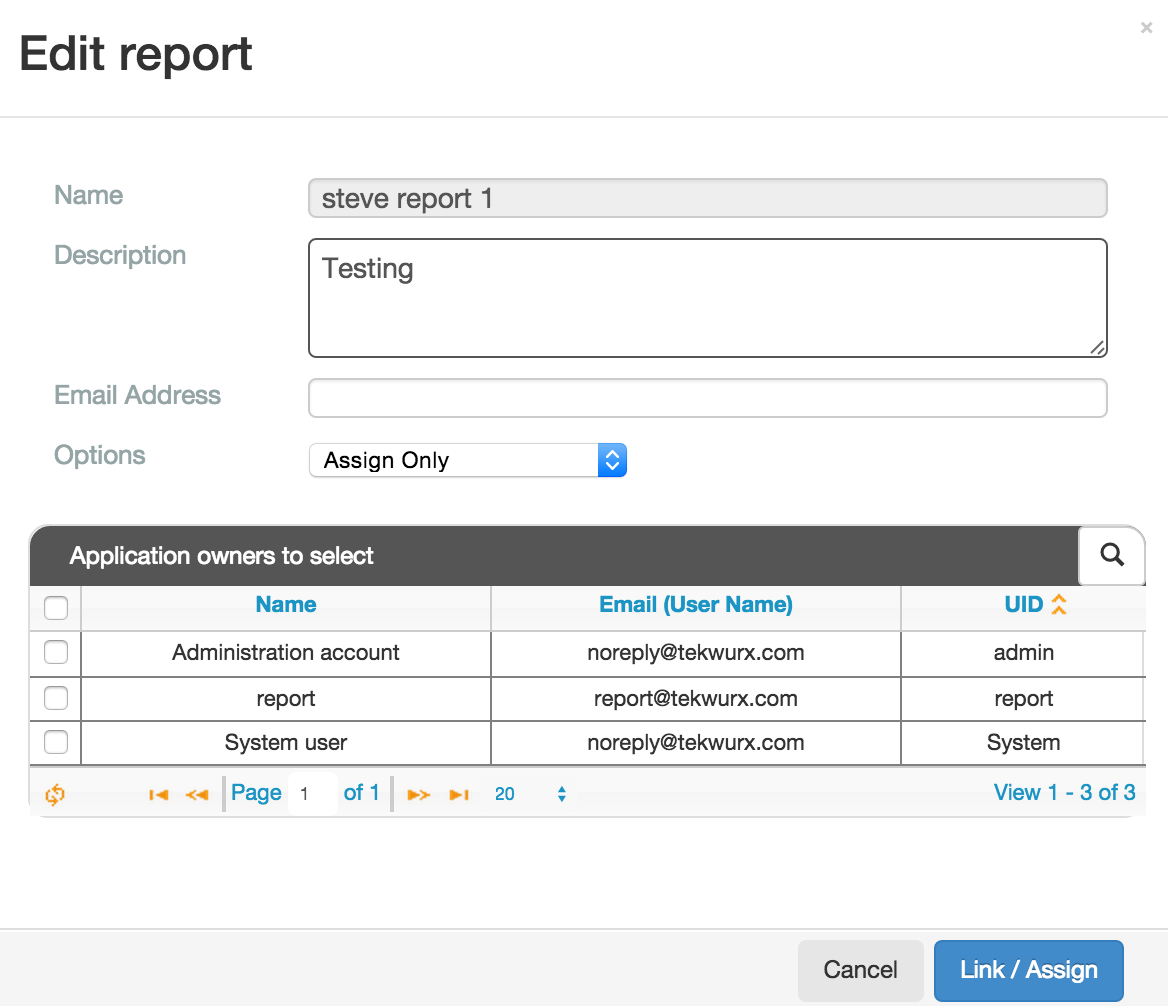 ×
Edit report
Name
steve report 1
Description
Testing
Email Address
Options
Assign Only
Application owners to select
Name Email (User Name) UID
Administration account noreply@tekwurx.com admin
report report@tekwurx.com report
System user noreply@tekwurx.com System
Page 1 of 1 20 View 1 - 3 of 3
Cancel Link / Assign